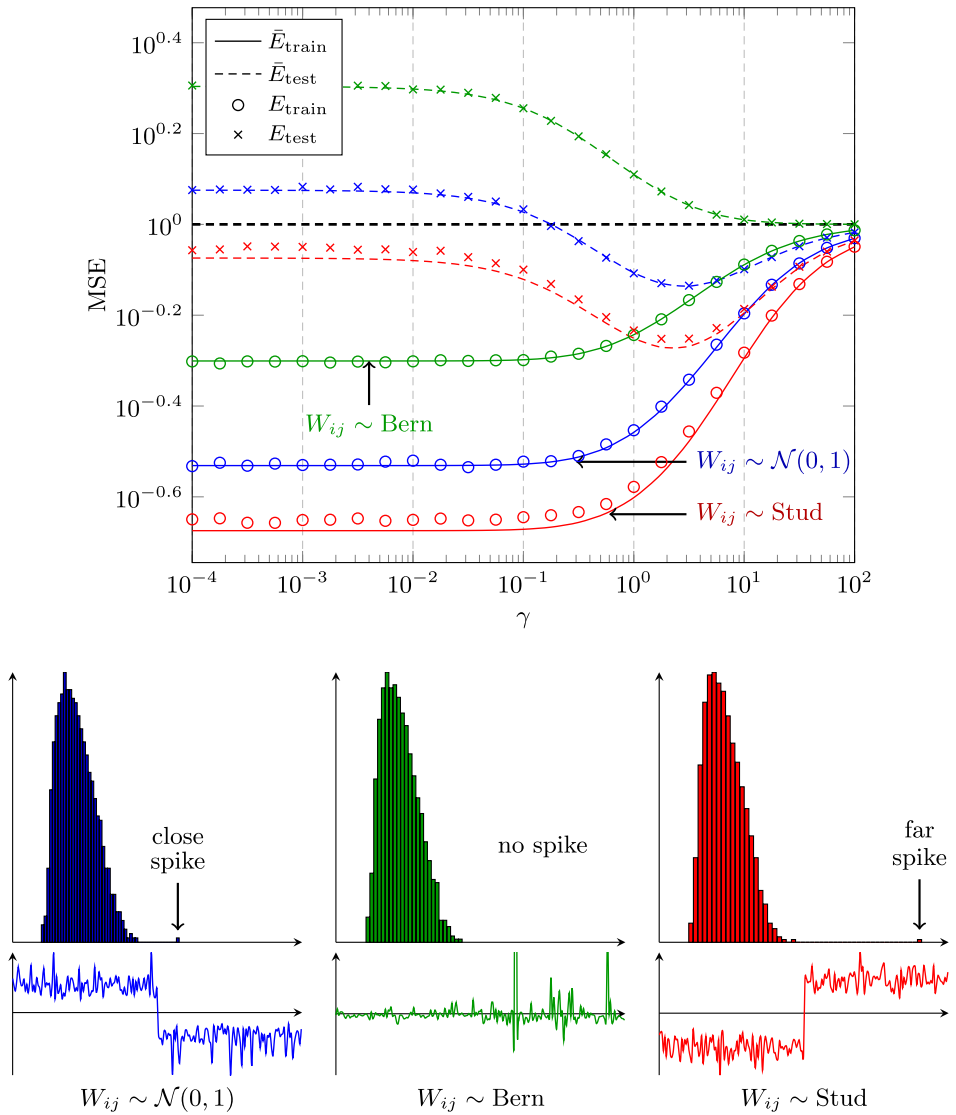 10^0.4
10^0.2
10^0
10^−0.2
10^−0.4
10^−0.6
MSE
Ē_train
Ē_test
E_train
E_test
W_ij ∼ Bern
W_ij ∼ 𝒩(0, 1)
W_ij ∼ Stud
10^−4
10^−3
10^−2
10^−1
10^0
10^1
10^2
γ
close
spike
no spike
far
spike
W_ij ∼ 𝒩(0, 1)
W_ij ∼ Bern
W_ij ∼ Stud